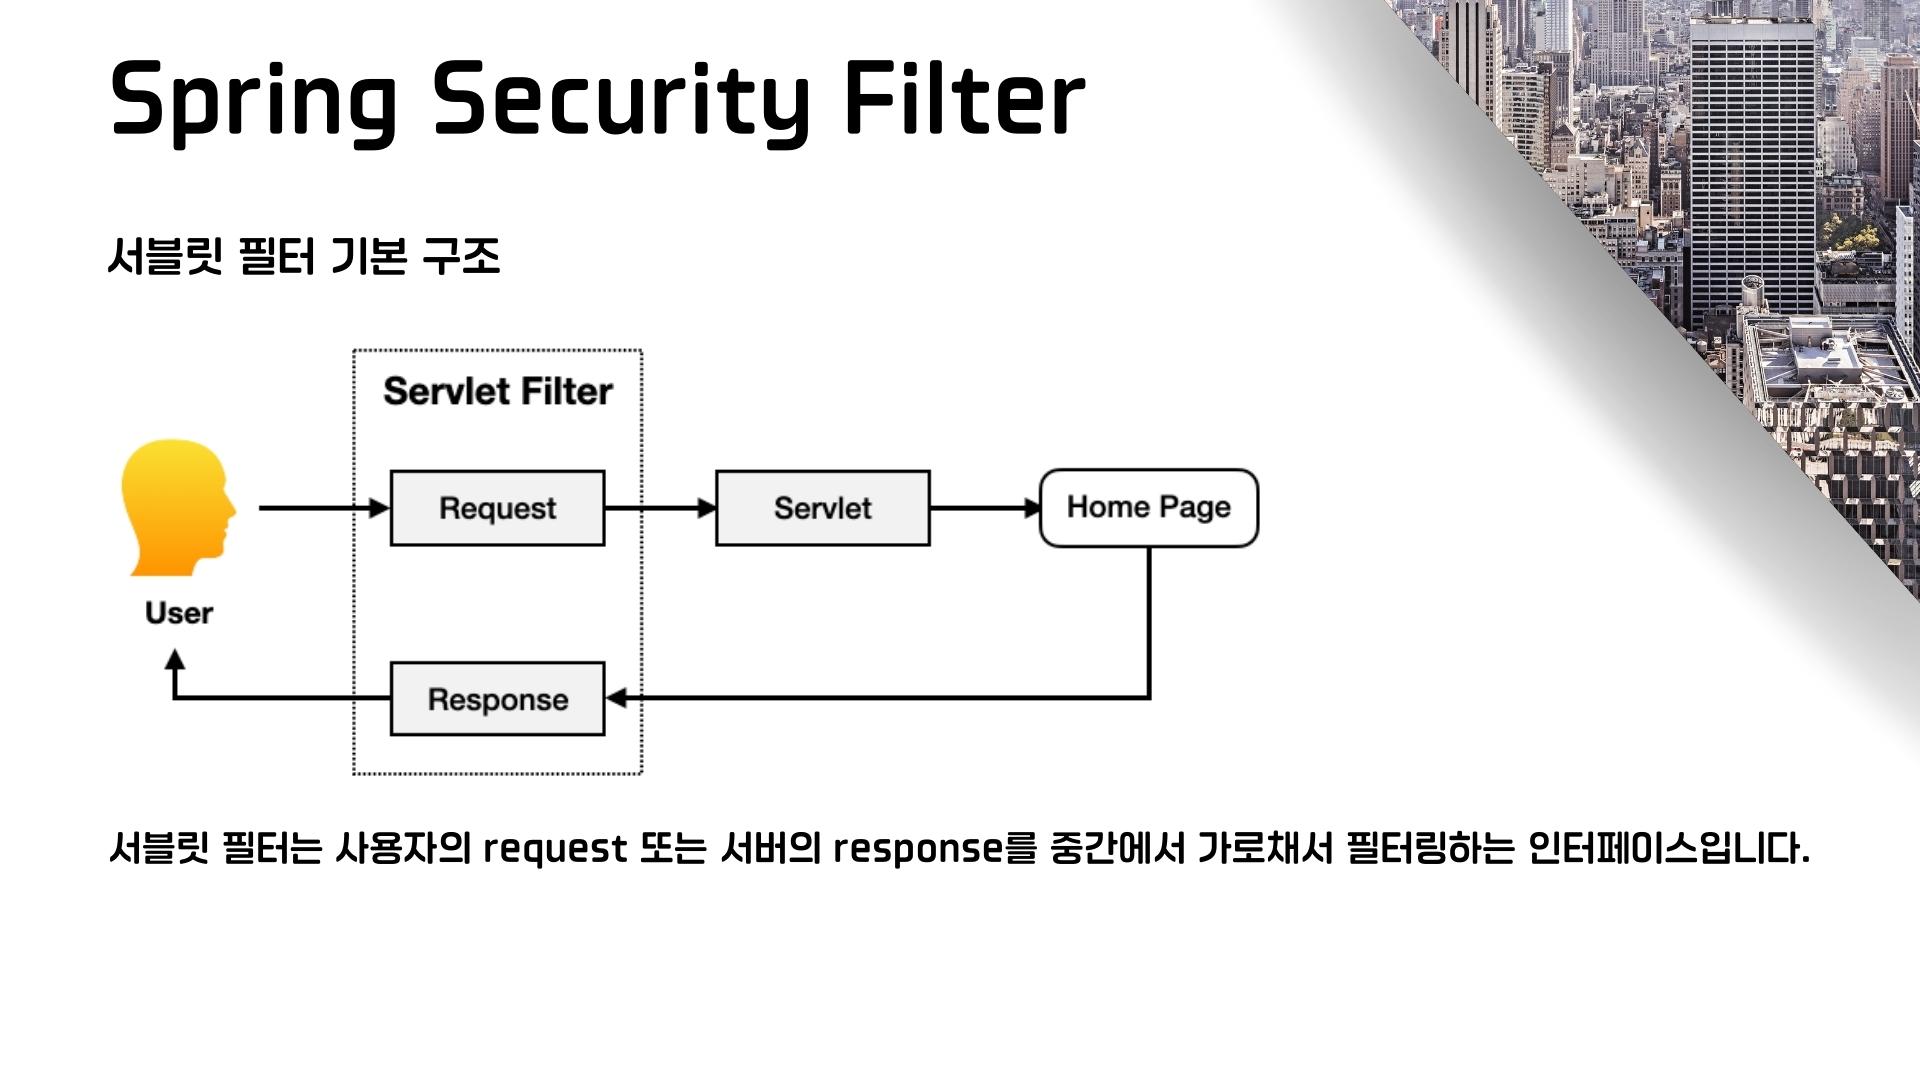 Spring Security Filter
서블릿 필터 기본 구조
Servlet Filter
Request
Servlet
Home Page
User
Response
서블릿 필터는 사용자의 request 또는 서버의 response를 중간에서 가로채서 필터링하는 인터페이스입니다.